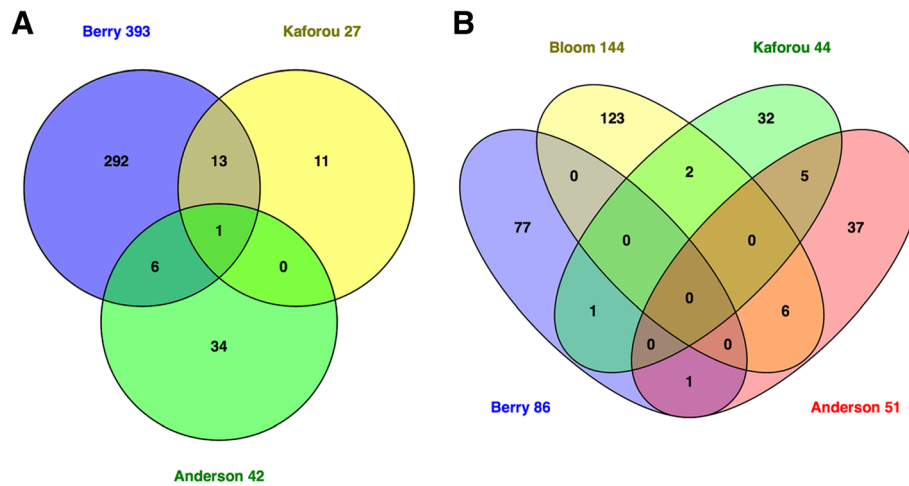 A
Berry 393
Kaforou 27
292
13
11
1
6
0
34
Anderson 42
B
Bloom 144
Kaforou 44
123
32
0
2
5
77
0
0
37
0
1
6
0
0
1
Berry 86
Anderson 51